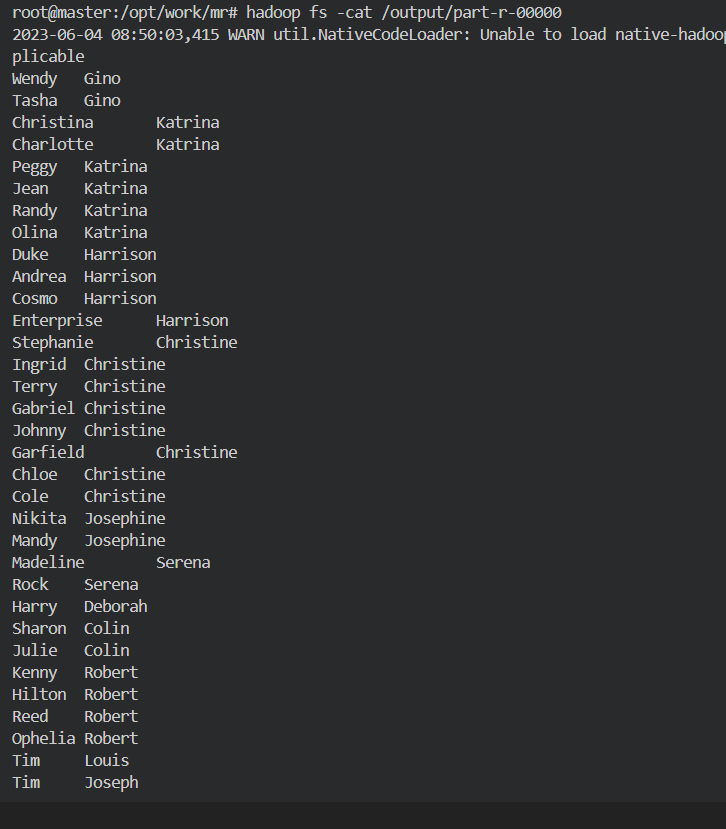 root@master:/opt/work/mr# hadoop fs -cat /output/part-r-00000
2023-06-04 08:50:03,415 WARN util.NativeCodeLoader: Unable to load native-hadoop
plicable
Wendy	Gino
Tasha	Gino
Christina	Katrina
Charlotte	Katrina
Peggy	Katrina
Jean	Katrina
Randy	Katrina
Olina	Katrina
Duke	Harrison
Andrea	Harrison
Cosmo	Harrison
Enterprise	Harrison
Stephanie	Christine
Ingrid	Christine
Terry	Christine
Gabriel	Christine
Johnny	Christine
Garfield	Christine
Chloe	Christine
Cole	Christine
Nikita	Josephine
Mandy	Josephine
Madeline	Serena
Rock	Serena
Harry	Deborah
Sharon	Colin
Julie	Colin
Kenny	Robert
Hilton	Robert
Reed	Robert
Ophelia	Robert
Tim	Louis
Tim	Joseph